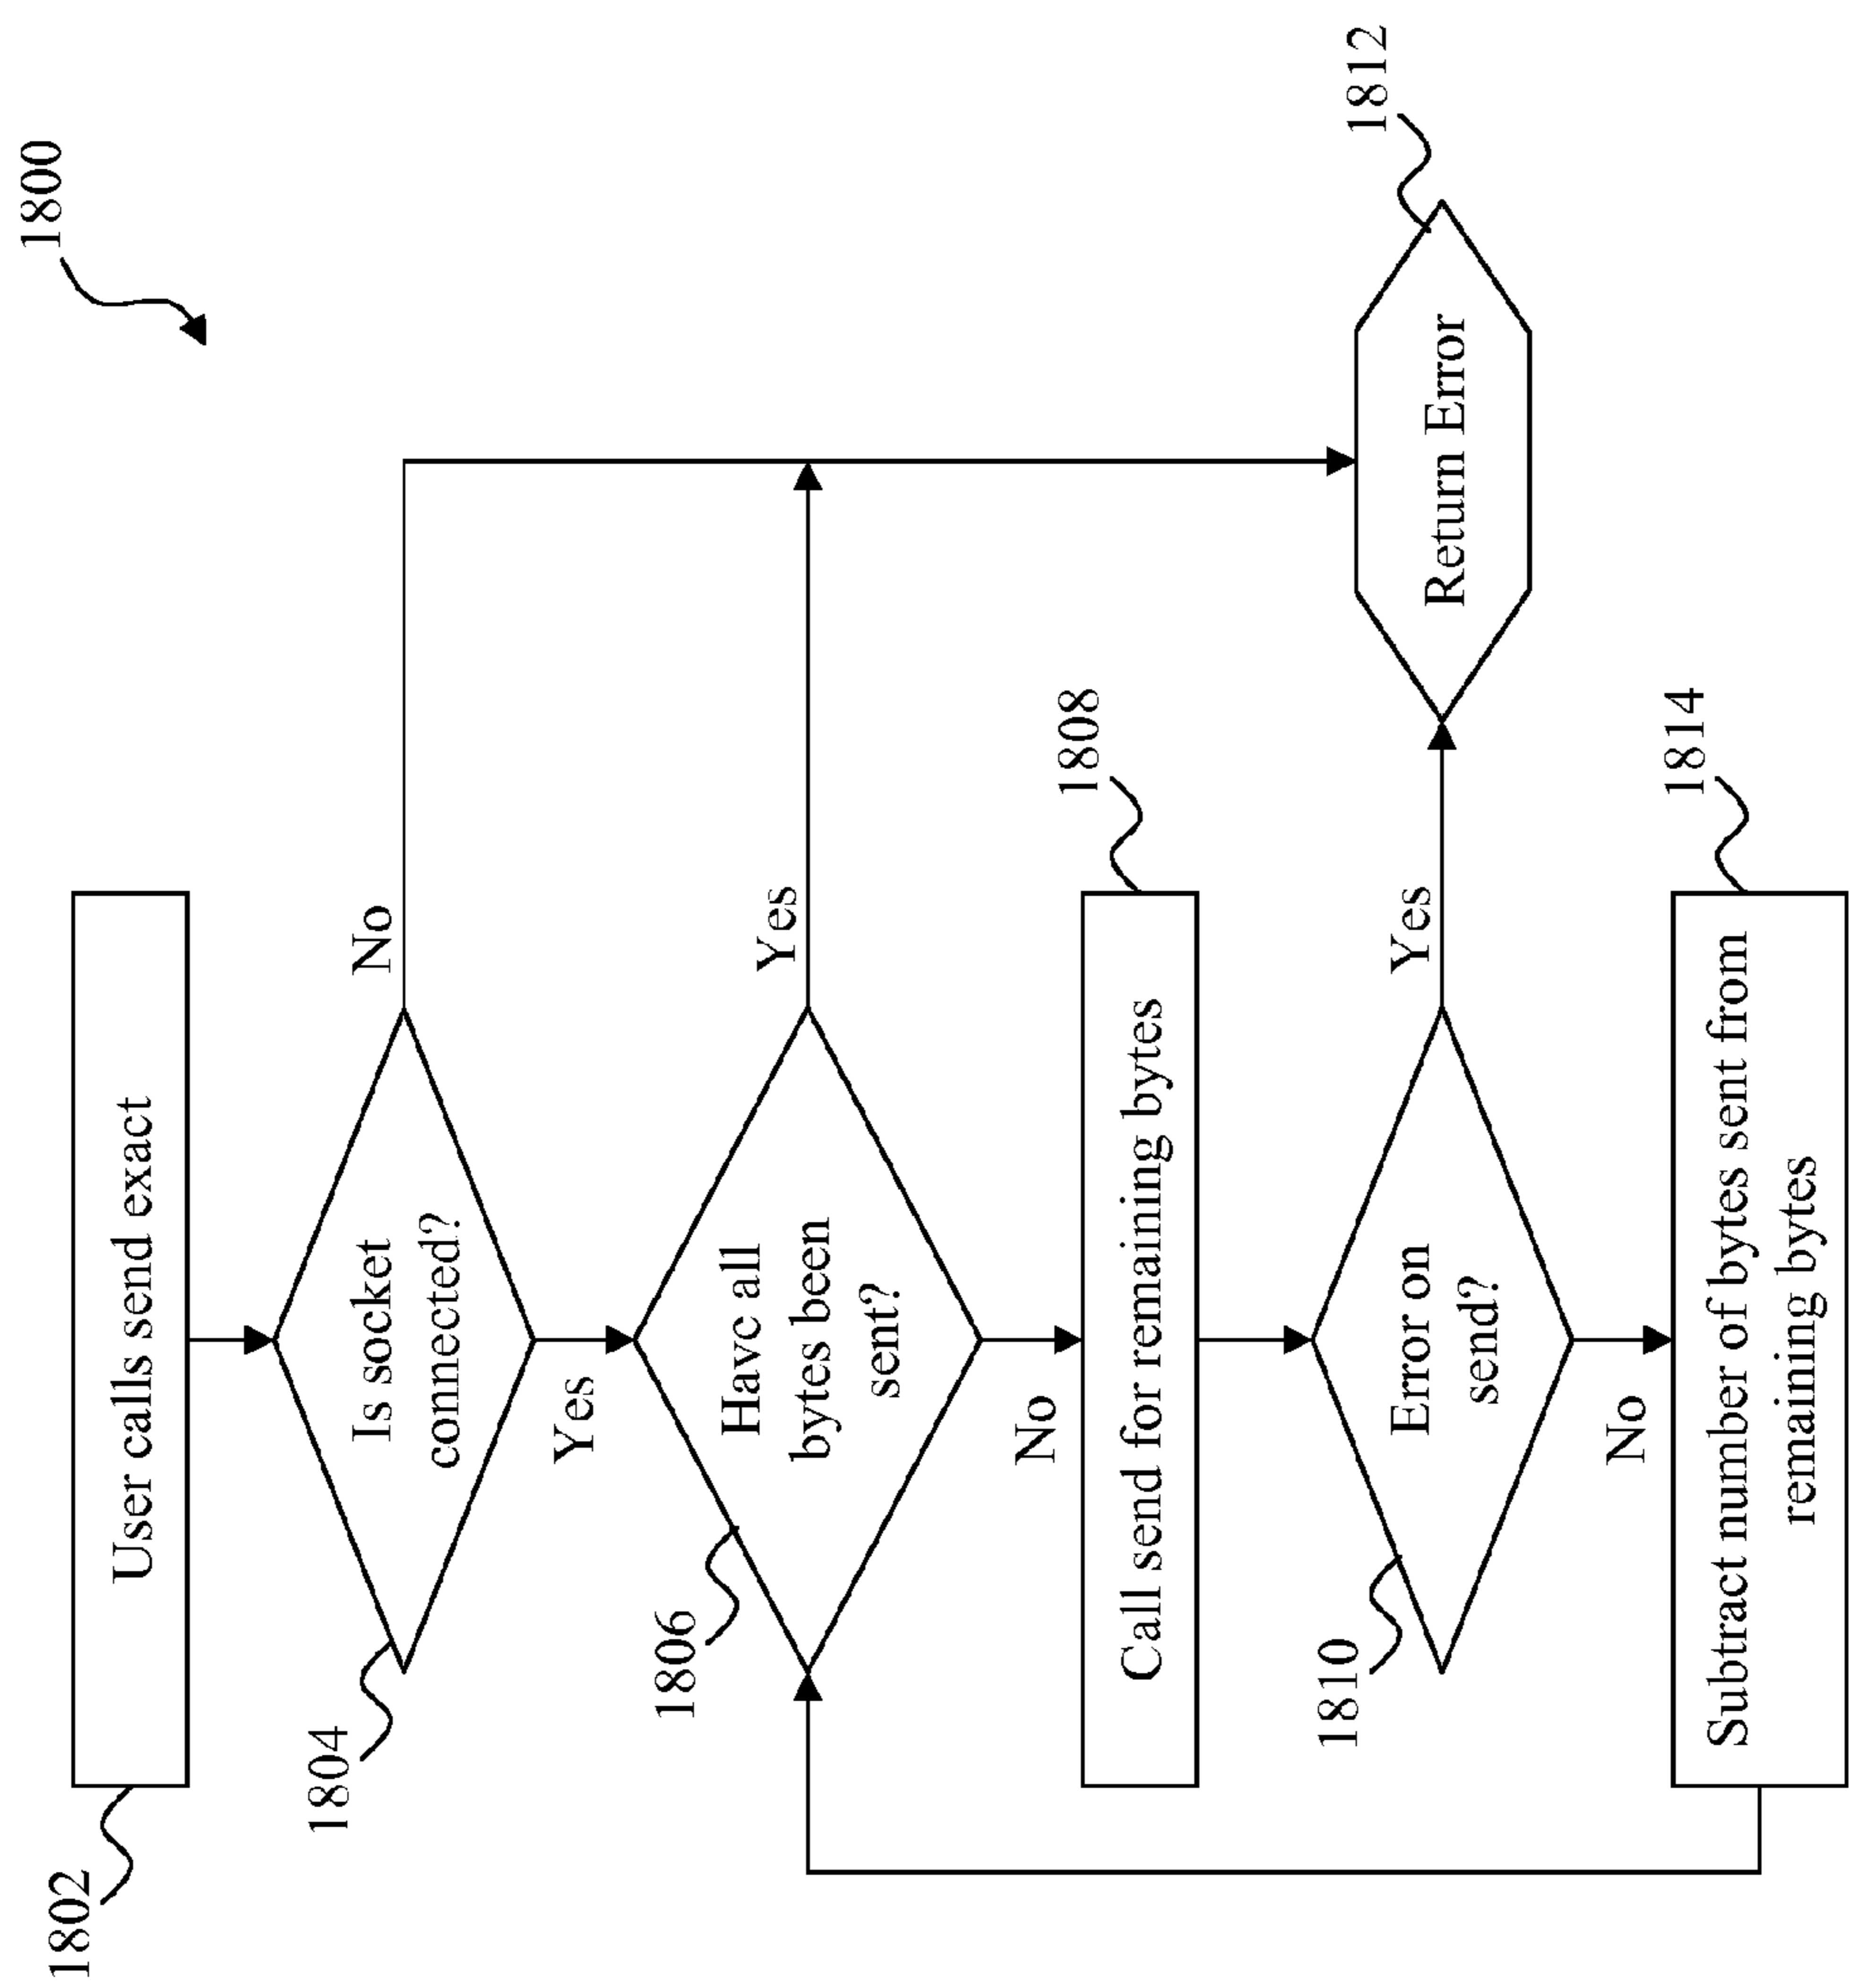 1800
1802
User calls send exact
1804
Is socket
connected?
No
Yes
1806
Have all
bytes been
sent?
Yes
No
1808
Call send for remaining bytes
1810
Error on
send?
Yes
1812
Return Error
No
1814
Subtract number of bytes sent from
remaining bytes